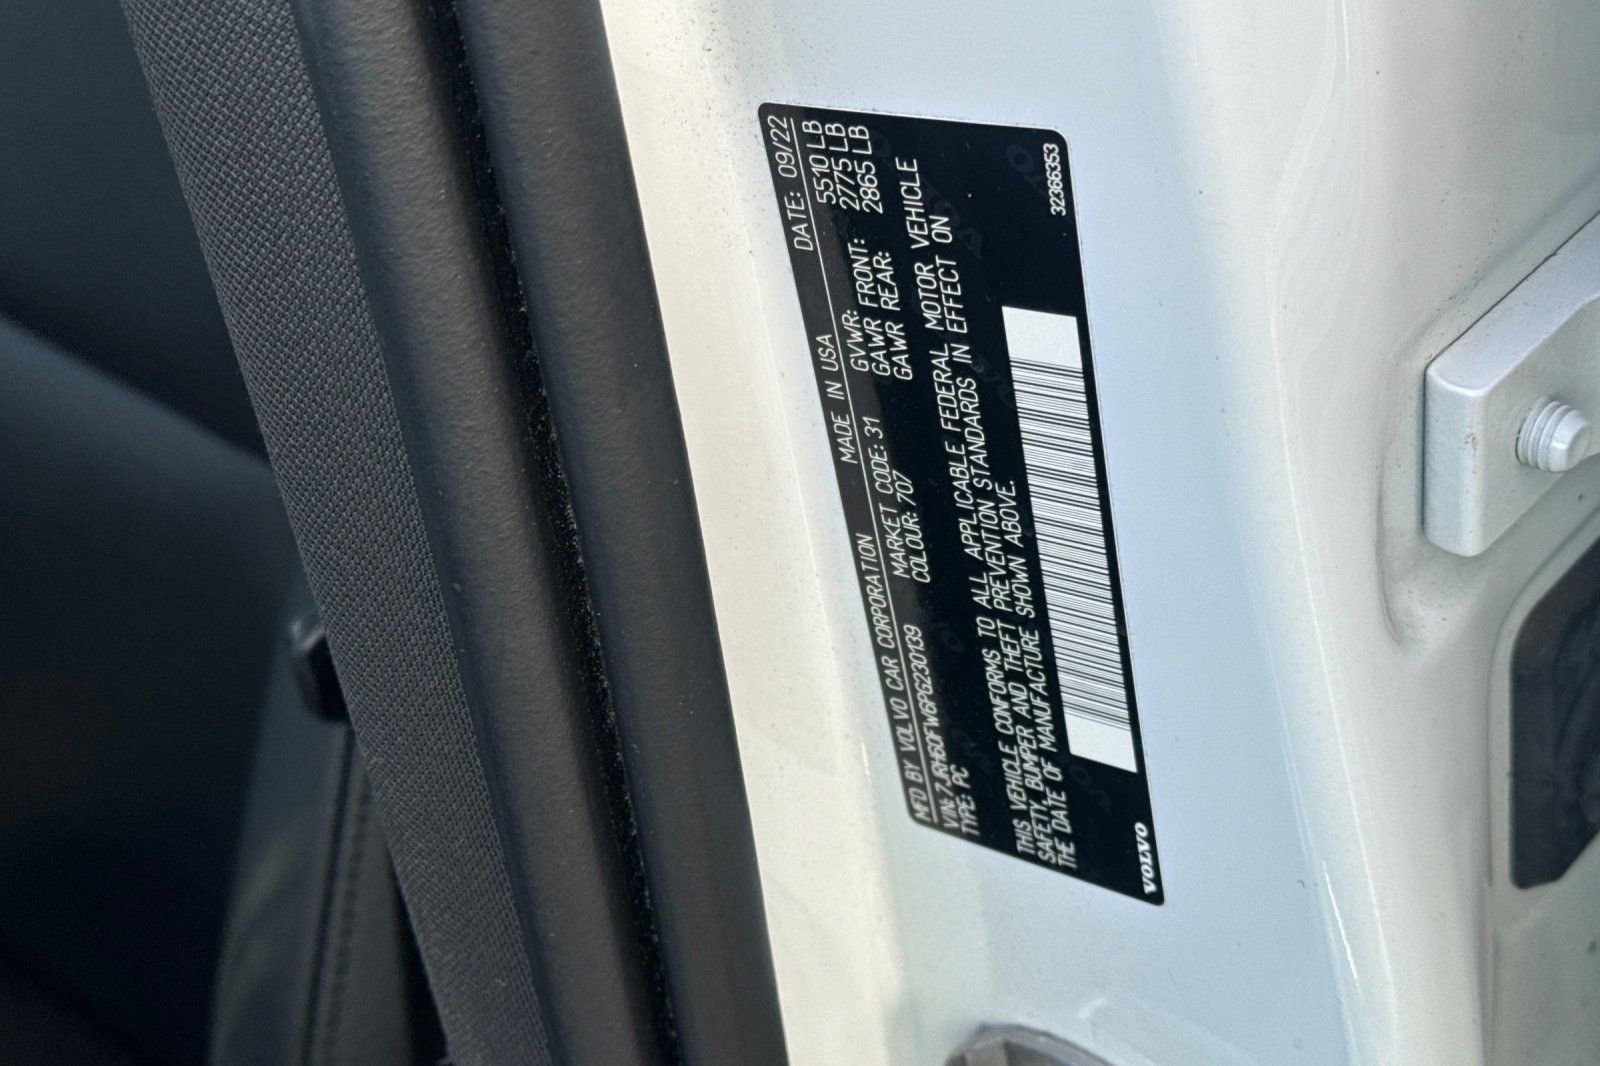 MFD BY VOLVO CAR CORPORATION MADE IN USA DATE: 09/22
VIN: 7JRH60FW6PG230139 MARKET CODE: 31 GVWR: 5510 LB
TYPE: PC COLOUR: 707 GAWR FRONT: 2775 LB
GAWR REAR: 2865 LB
THIS VEHICLE CONFORMS TO ALL APPLICABLE FEDERAL MOTOR VEHICLE
SAFETY, BUMPER AND THEFT PREVENTION STANDARDS IN EFFECT ON
THE DATE OF MANUFACTURE SHOWN ABOVE.
VOLVO 32366353